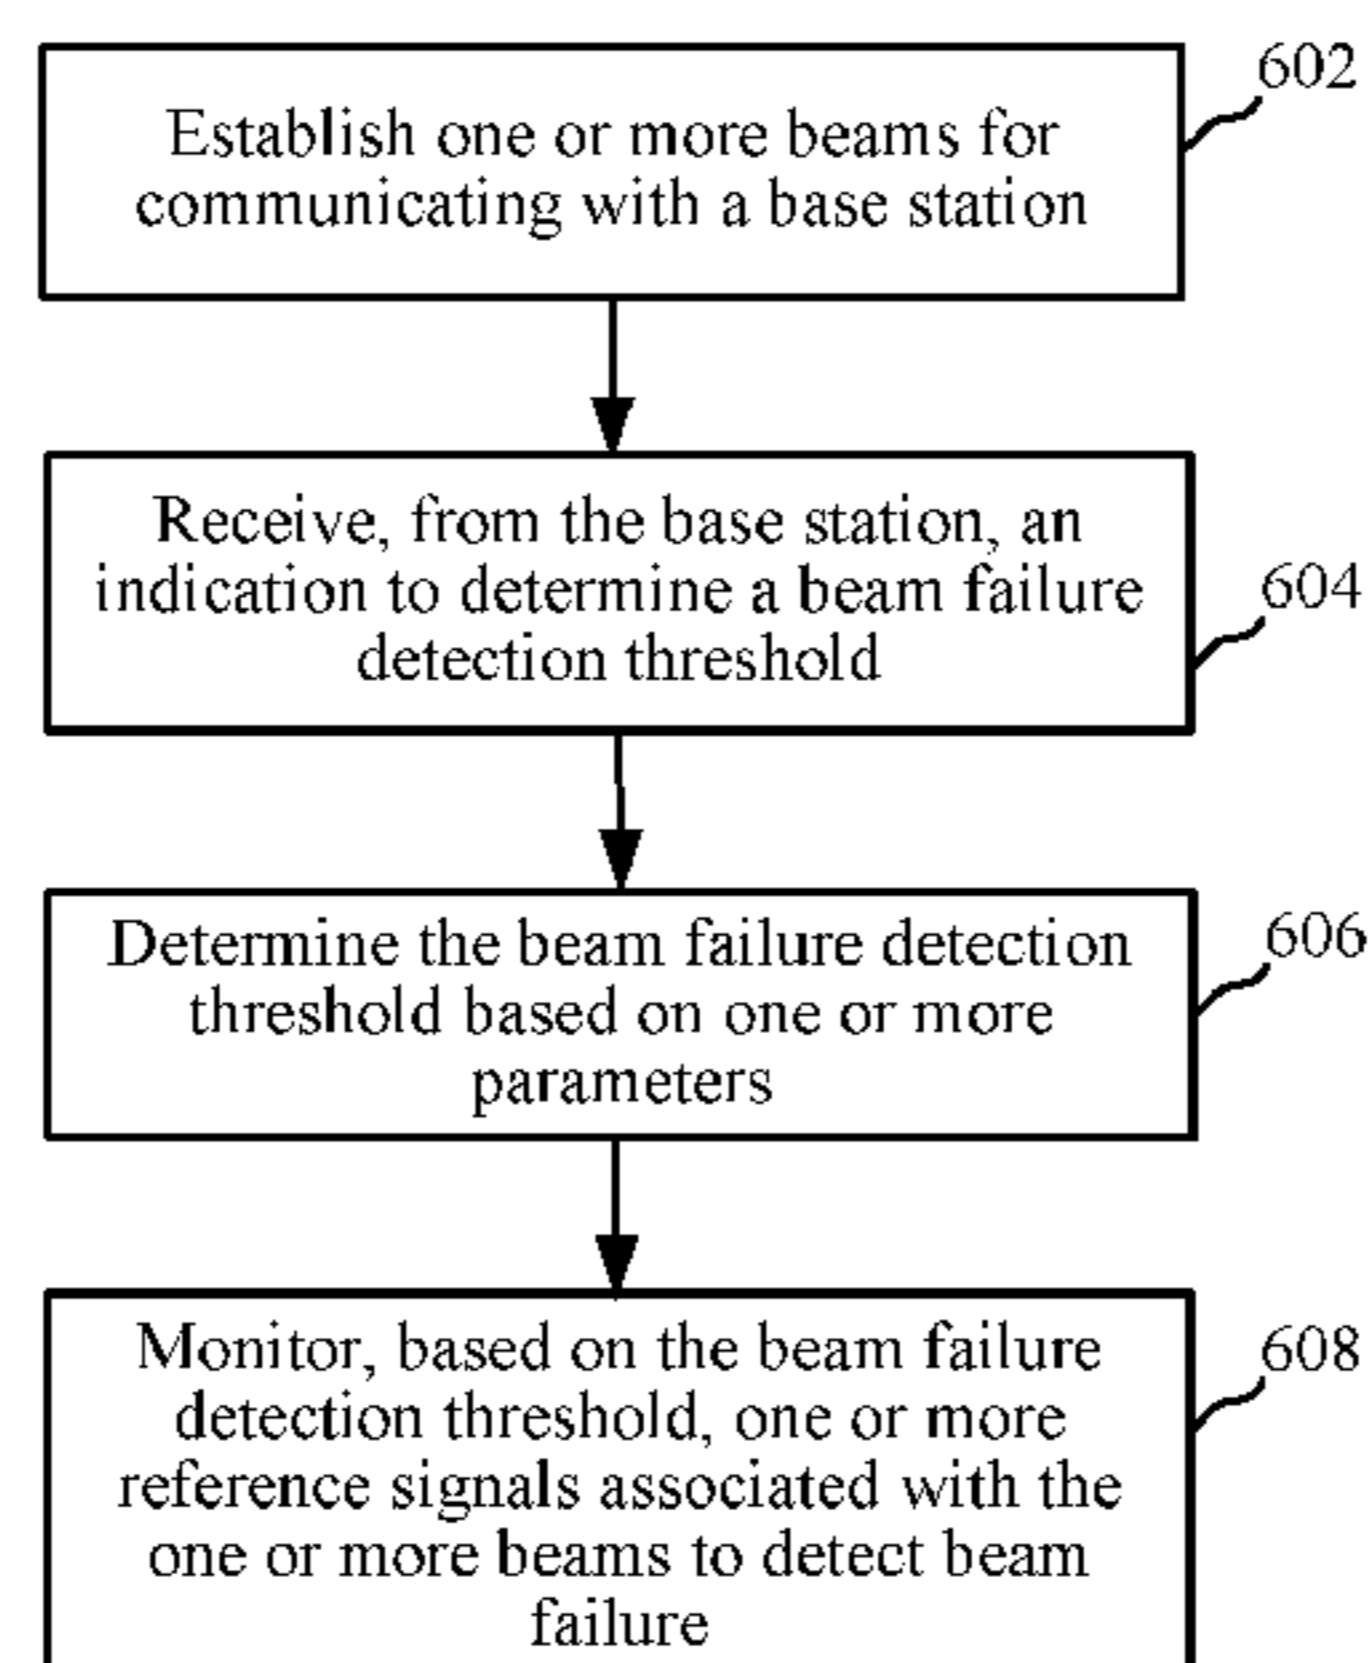 602
Establish one or more beams for
communicating with a base station
Receive, from the base station, an
indication to determine a beam failure
detection threshold
604
Determine the beam failure detection
threshold based on one or more
parameters
606
Monitor, based on the beam failure
detection threshold, one or more
reference signals associated with the
one or more beams to detect beam
failure
608